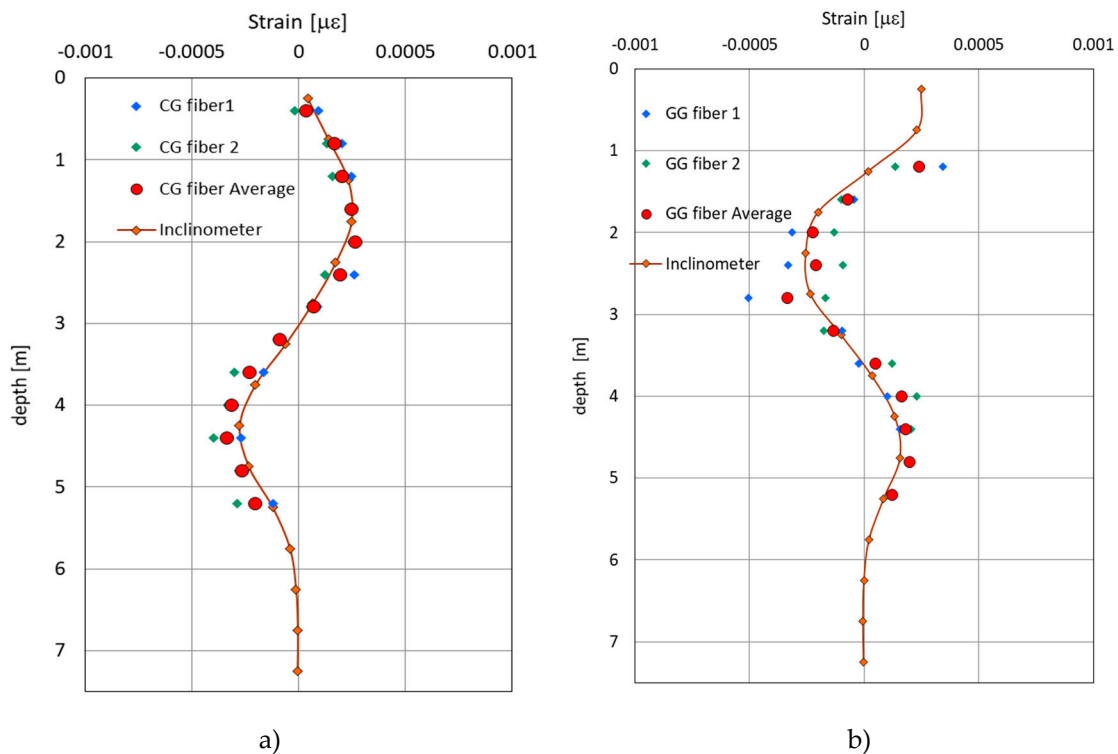 Strain [με]
-0.001 -0.0005 0 0.0005 0.001
0
CG fiber1
1
CG fiber 2
CG fiber Average
2
Inclinometer
3
depth [m]
4
5
6
7
a)
Strain [με]
-0.001 -0.0005 0 0.0005 0.001
0
GG fiber 1
1
GG fiber 2
GG fiber Average
2
Inclinometer
3
depth [m]
4
5
6
7
b)